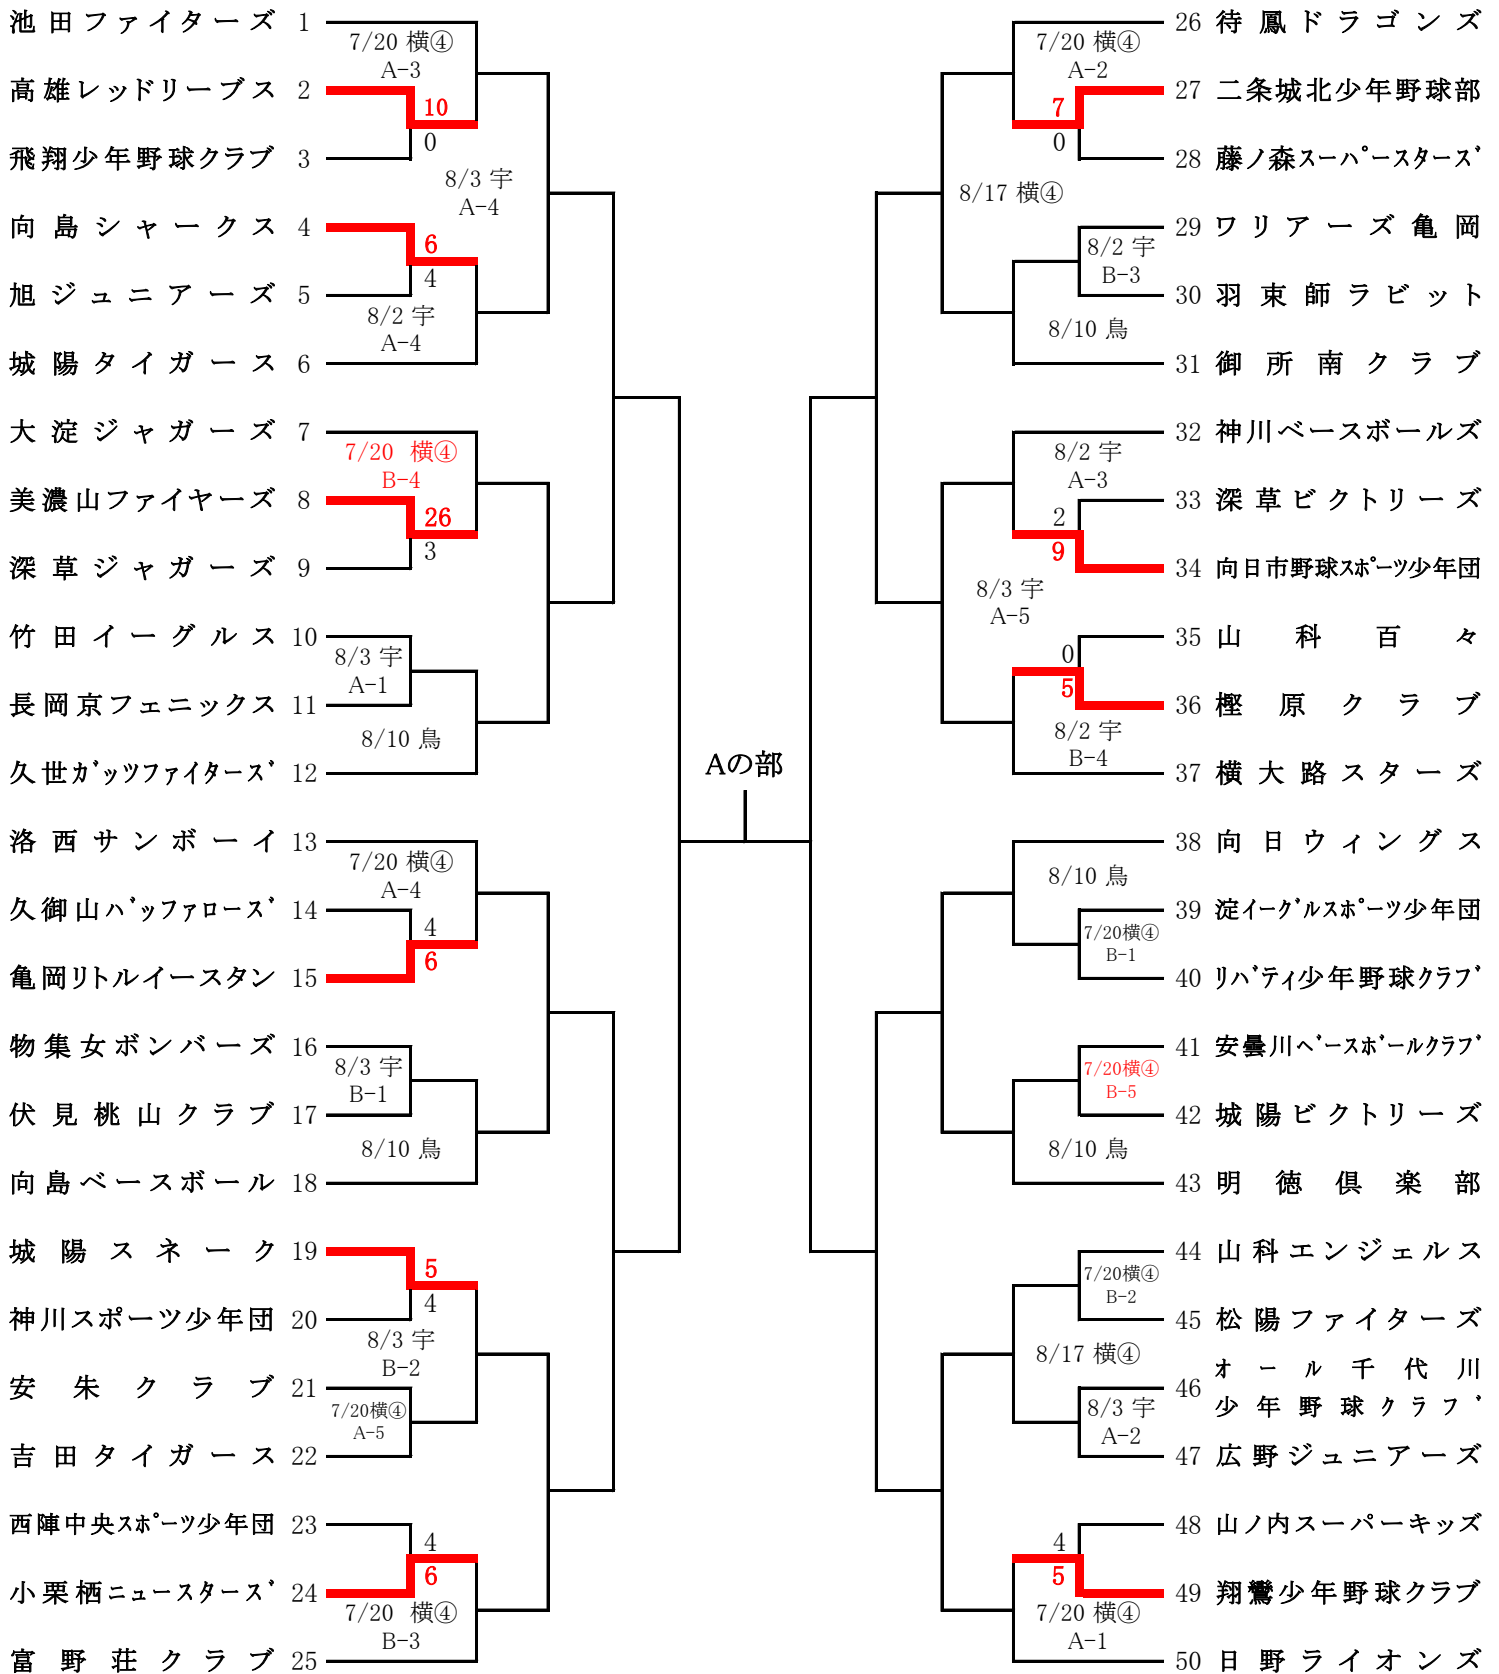 池田ファイターズ 1
7/20 横④
A-3
高雄レッドリーブス 2
10
0
飛翔少年野球クラブ 3
8/3 宇
A-4
向島シャークス 4
6
4
旭ジュニアーズ 5
8/2 宇
A-4
城陽タイガース 6
大淀ジャガーズ 7
7/20 横④
B-4
美濃山ファイヤーズ 8
26
3
深草ジャガーズ 9
竹田イーグルス 10
8/3 宇
A-1
長岡京フェニックス 11
8/10 鳥
久世ガッツファイターズ 12
洛西サンボーイ 13
7/20 横④
A-4
久御山バッファローズ 14
4
6
亀岡リトルイースタン 15
物集女ボンバーズ 16
8/3 宇
B-1
伏見桃山クラブ 17
8/10 鳥
向島ベースボール 18
城陽スネーク 19
5
4
神川スポーツ少年団 20
8/3 宇
B-2
安朱クラブ 21
7/20横④
A-5
吉田タイガース 22
西陣中央スポーツ少年団 23
4
6
小栗栖ニュースターズ 24
7/20 横④
B-3
富野荘クラブ 25
Aの部
26 待鳳ドラゴンズ
7/20 横④
A-2
27 二条城北少年野球部
7
0
28 藤ノ森スーパースターズ
8/17 横④
29 ワリアーズ亀岡
8/2 宇
B-3
30 羽束師ラビット
8/10 鳥
31 御所南クラブ
32 神川ベースボールズ
8/2 宇
A-3
33 深草ビクトリーズ
2
9
34 向日市野球スポーツ少年団
8/3 宇
A-5
35 山科百々
0
5
36 樫原クラブ
8/2 宇
B-4
37 横大路スターズ
38 向日ウィングス
8/10 鳥
39 淀イーグルスポーツ少年団
7/20横④
B-1
40 リバティ少年野球クラブ
41 安曇川ベースボールクラブ
7/20横④
B-5
42 城陽ビクトリーズ
8/10 鳥
43 明徳倶楽部
44 山科エンジェルス
7/20横④
B-2
45 松陽ファイターズ
8/17 横④
46 オール千代川
少年野球クラブ
8/3 宇
A-2
47 広野ジュニアーズ
48 山ノ内スーパーキッズ
4
5
49 翔鸞少年野球クラブ
7/20 横④
A-1
50 日野ライオンズ